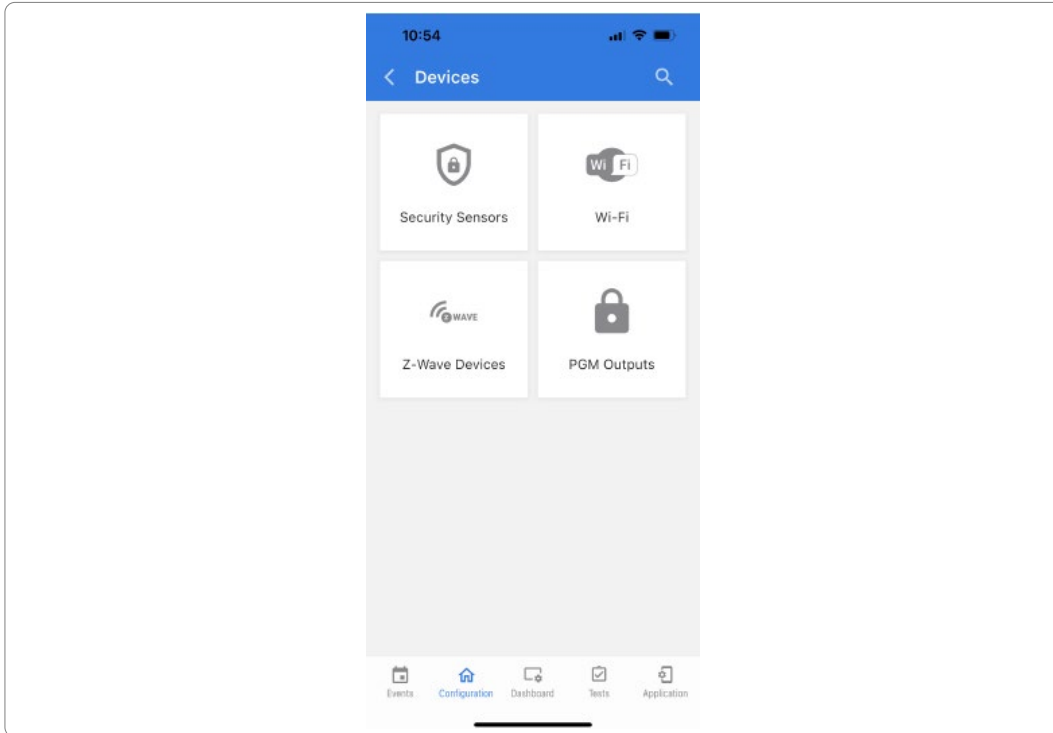 10:54
Devices
Wi Fi
Security Sensors
Wi-Fi
Z WAVE
Z-Wave Devices
PGM Outputs
Events
Configuration
Dashboard
Tests
Application